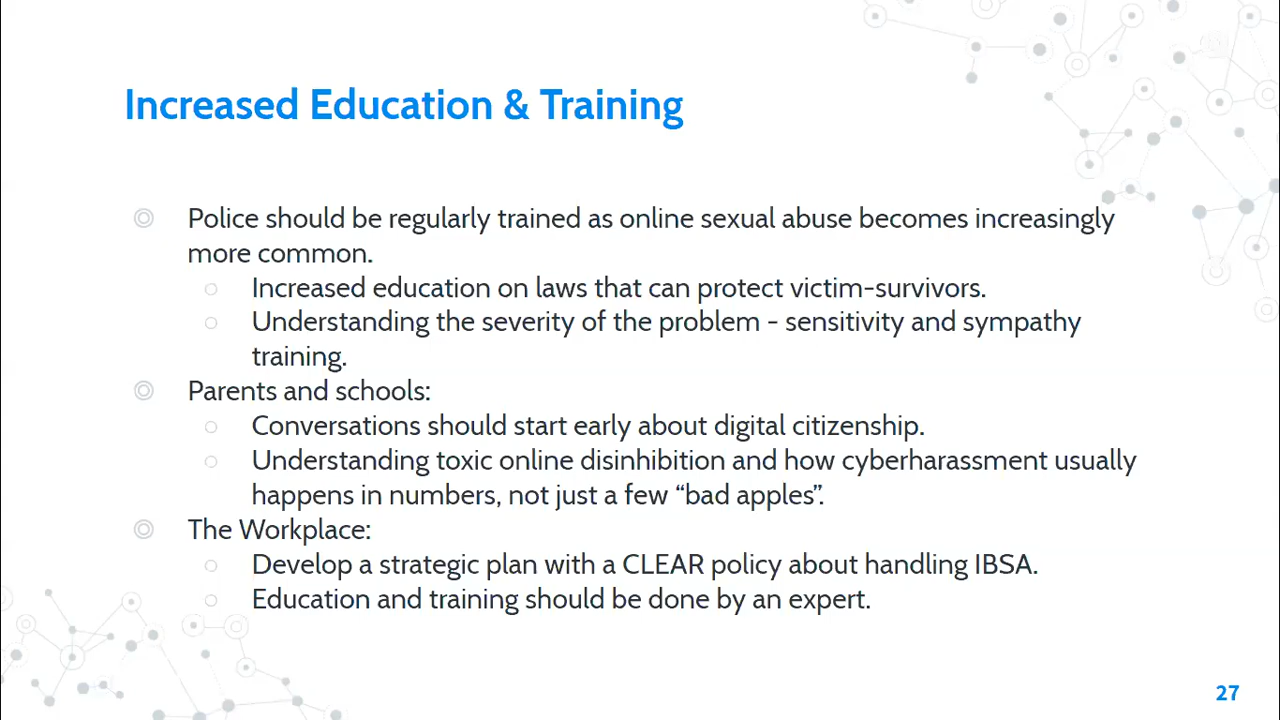 Increased Education & Training
Police should be regularly trained as online sexual abuse becomes increasingly
more common.
Increased education on laws that can protect victim-survivors.
Understanding the severity of the problem - sensitivity and sympathy
training.
Parents and schools:
Conversations should start early about digital citizenship.
Understanding toxic online disinhibition and how cyberharassment usually
happens in numbers, not just a few “bad apples”.
The Workplace:
Develop a strategic plan with a CLEAR policy about handling IBSA.
Education and training should be done by an expert.
27